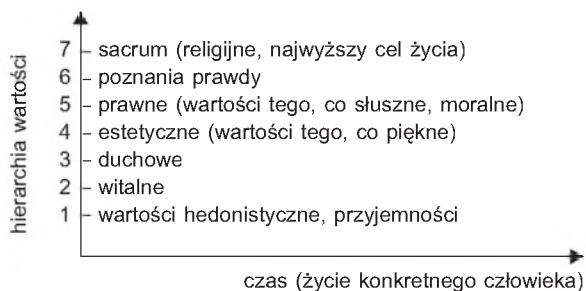 hierarchia wartości
7 – sacrum (religijne, najwyższy cel życia)
6 – poznania prawdy
5 – prawne (wartości tego, co słuszne, moralne)
4 – estetyczne (wartości tego, co piękne)
3 – duchowe
2 – witalne
1 – wartości hedonistyczne, przyjemności
czas (życie konkretnego człowieka)